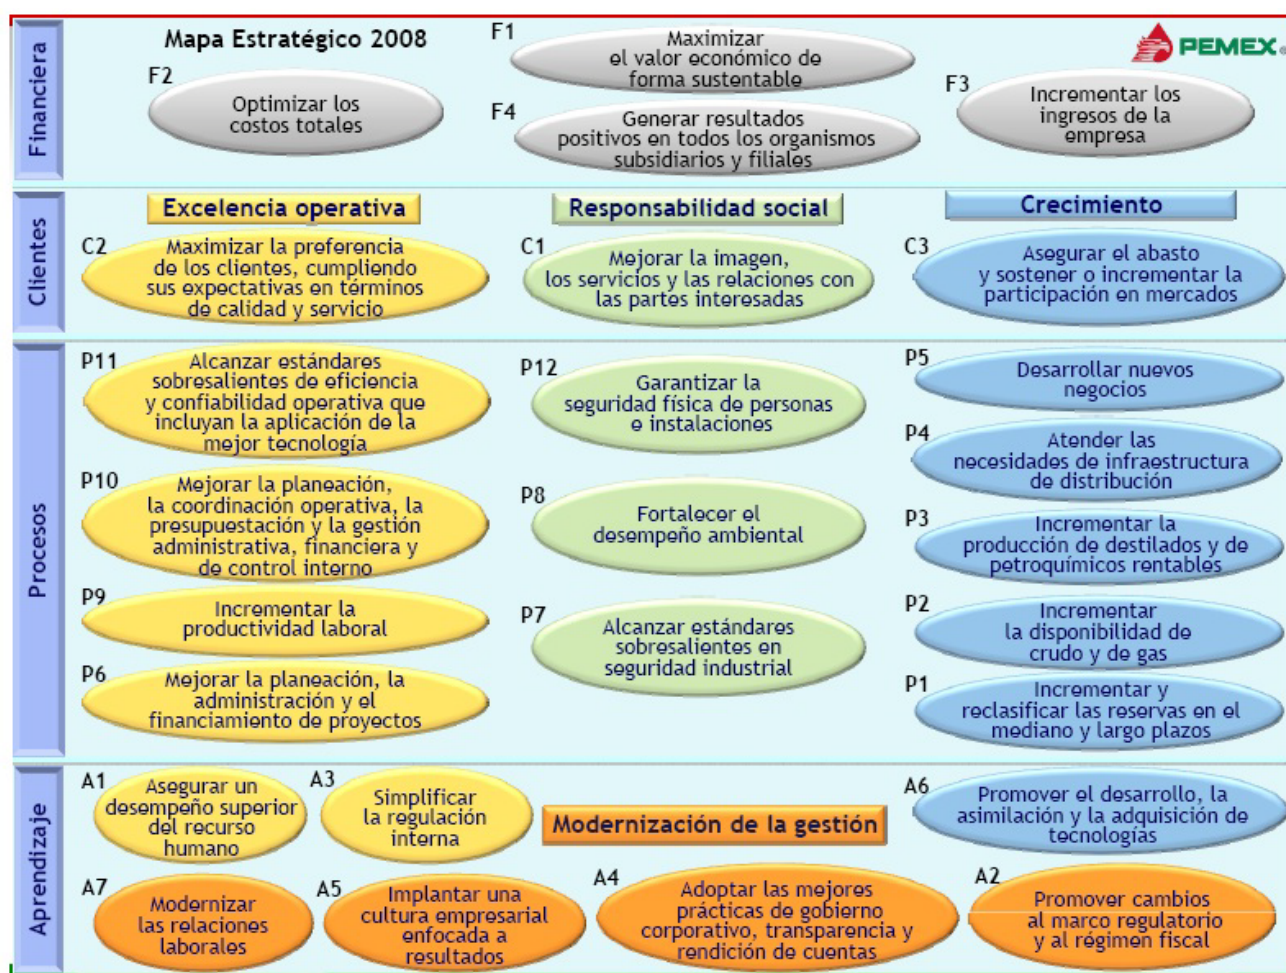 Mapa Estratégico 2008
PEMEX®
Financiera
F1
Maximizar
el valor económico de
forma sustentable
F2
Optimizar los
costos totales
F4
Generar resultados
positivos en todos los organismos
subsidiarios y filiales
F3
Incrementar los
ingresos de la
empresa
Clientes
Excelencia operativa
Responsabilidad social
Crecimiento
C2
Maximizar la preferencia
de los clientes, cumpliendo
sus expectativas en términos
de calidad y servicio
C1
Mejorar la imagen,
los servicios y las relaciones con
las partes interesadas
C3
Asegurar el abasto
y sostener o incrementar la
participación en mercados
Procesos
P11
Alcanzar estándares
sobresalientes de eficiencia
y confiabilidad operativa que
incluyan la aplicación de la
mejor tecnología
P10
Mejorar la planeación,
la coordinación operativa, la
presupuestación y la gestión
administrativa, financiera y
de control interno
P9
Incrementar la
productividad laboral
P6
Mejorar la planeación, la
administración y el
financiamiento de proyectos
P12
Garantizar la
seguridad física de personas
e instalaciones
P8
Fortalecer el
desempeño ambiental
P7
Alcanzar estándares
sobresalientes en
seguridad industrial
P5
Desarrollar nuevos
negocios
P4
Atender las
necesidades de infraestructura
de distribución
P3
Incrementar la
producción de destilados y de
petroquímicos rentables
P2
Incrementar
la disponibilidad de
crudo y de gas
P1
Incrementar y
reclasificar las reservas en el
mediano y largo plazos
Aprendizaje
A1
Asegurar un
desempeño superior
del recurso
humano
A3
Simplificar
la regulación
interna
Modernización de la gestión
A6
Promover el desarrollo, la
asimilación y la adquisición de
tecnologías
A7
Modernizar
las relaciones
laborales
A5
Implantar una
cultura empresarial
enfocada a
resultados
A4
Adoptar las mejores
prácticas de gobierno
corporativo, transparencia y
rendición de cuentas
A2
Promover cambios
al marco regulatorio
y al régimen fiscal